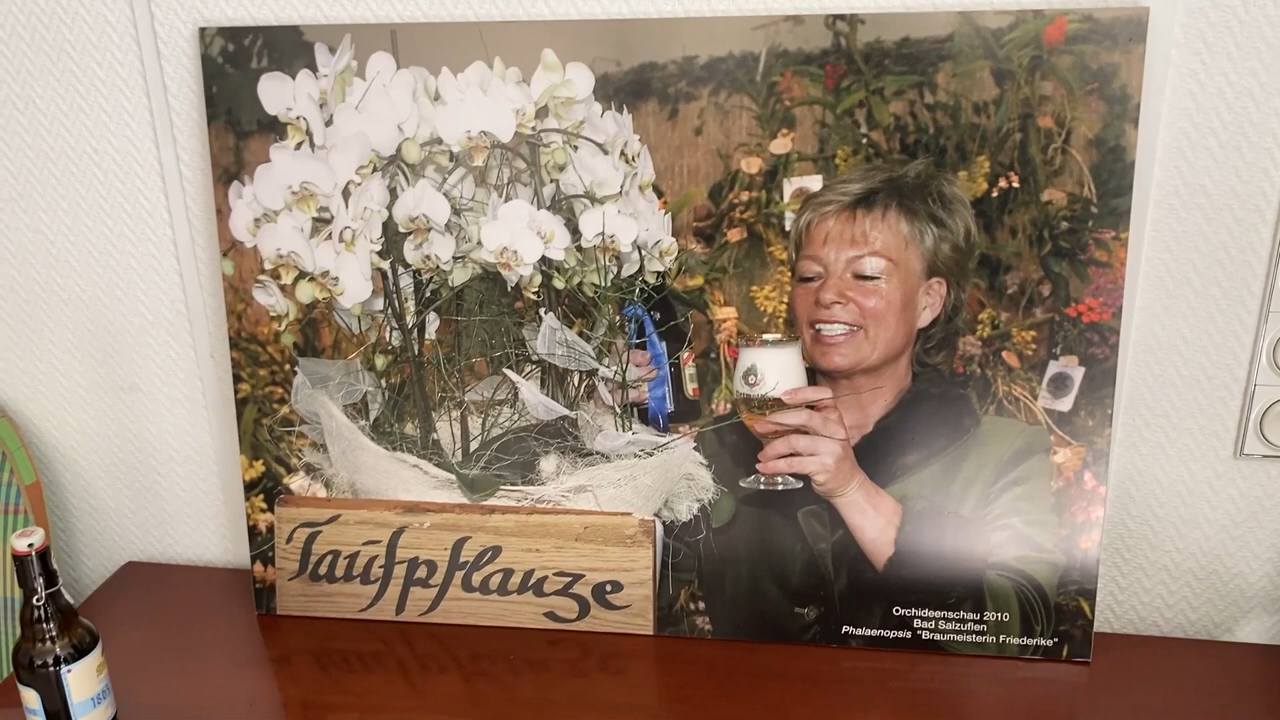 Taufpflanze
Orchideenschau 2010
Bad Salzuflen
Phalaenopsis "Braumeisterin Friederike"